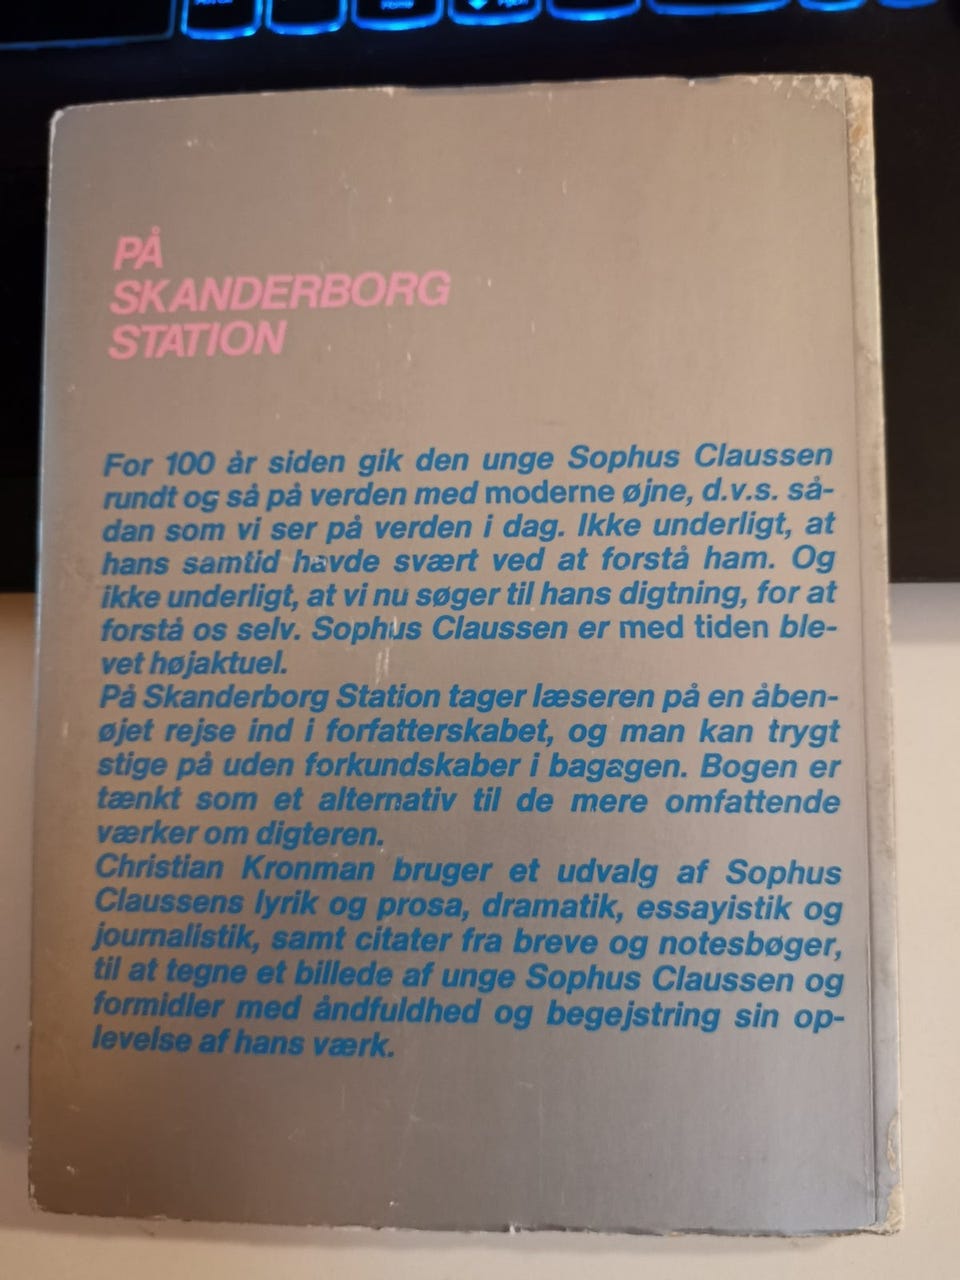 PÅ
SKANDERBORG
STATION
For 100 år siden gik den unge Sophus Claussen
rundt og så på verden med moderne øjne, d.v.s. så-
dan som vi ser på verden i dag. Ikke underligt, at
hans samtid havde svært ved at forstå ham. Og
ikke underligt, at vi nu søger til hans digtning, for at
forstå os selv. Sophus Claussen er med tiden ble-
vet højaktuel.
På Skanderborg Station tager læseren på en åben-
øjet rejse ind i forfatterskabet, og man kan trygt
stige på uden forkundskaber i bagagen. Bogen er
tænkt som et alternativ til de mere omfattende
værker om digteren.
Christian Kronman bruger et udvalg af Sophus
Claussens lyrik og prosa, dramatik, essayistik og
journalistik, samt citater fra breve og notesbøger,
til at tegne et billede af unge Sophus Claussen og
formidler med åndfuldhed og begejstring sin op-
levelse af hans værk.